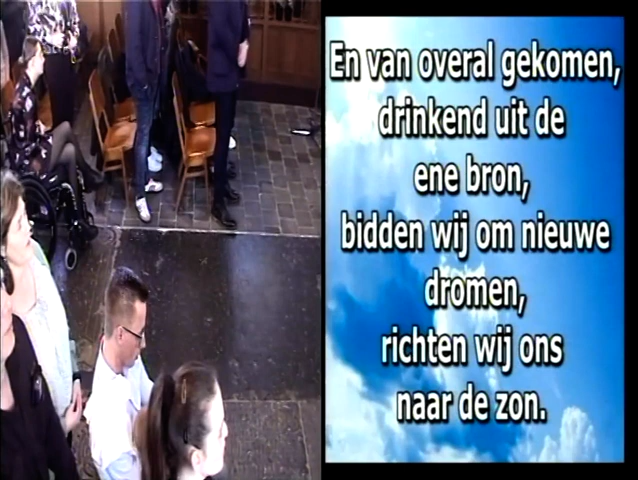 En van overal gekomen,
drinkend uit de
ene bron,
bidden wij om nieuwe
dromen,
richten wij ons
naar de zon.